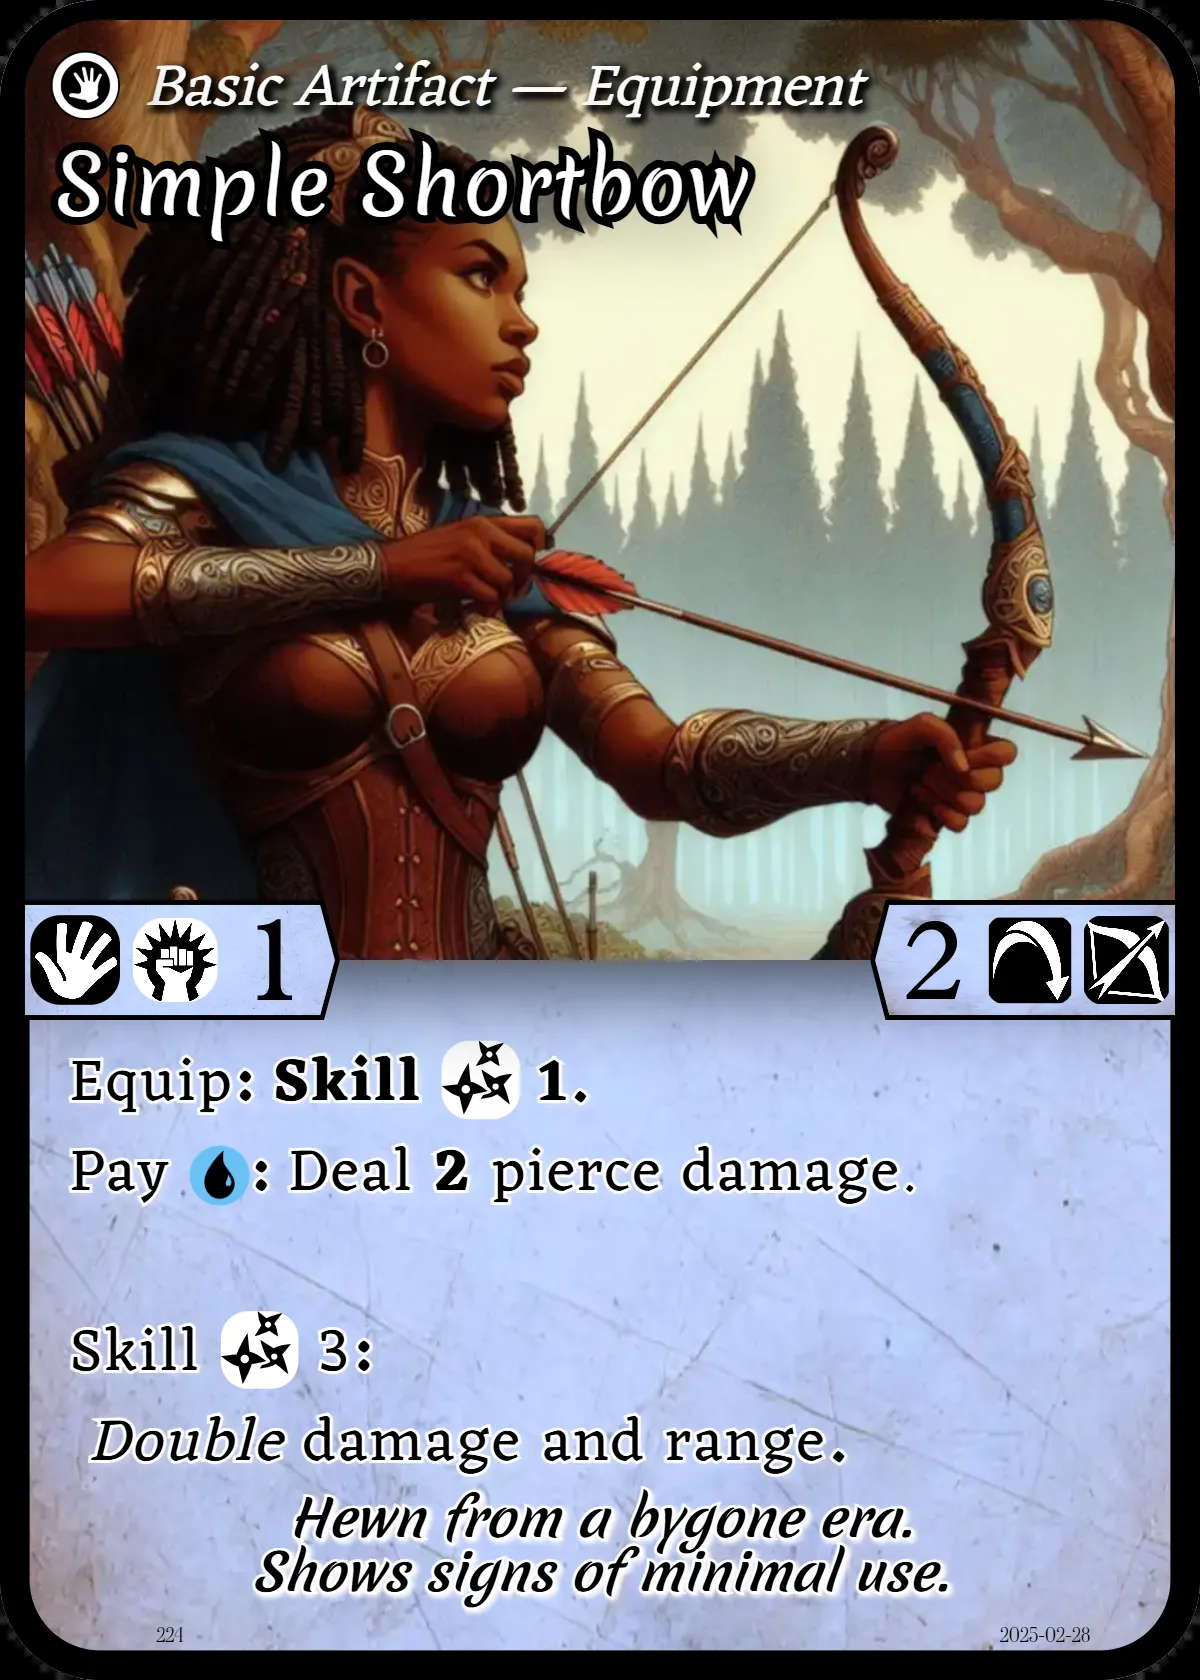 Basic Artifact — Equipment
Simple Shortbow
1
2
Equip: Skill 1.
Pay : Deal 2 pierce damage.
Skill 3:
Double damage and range.
Hewn from a bygone era.
Shows signs of minimal use.
224
2025-02-28